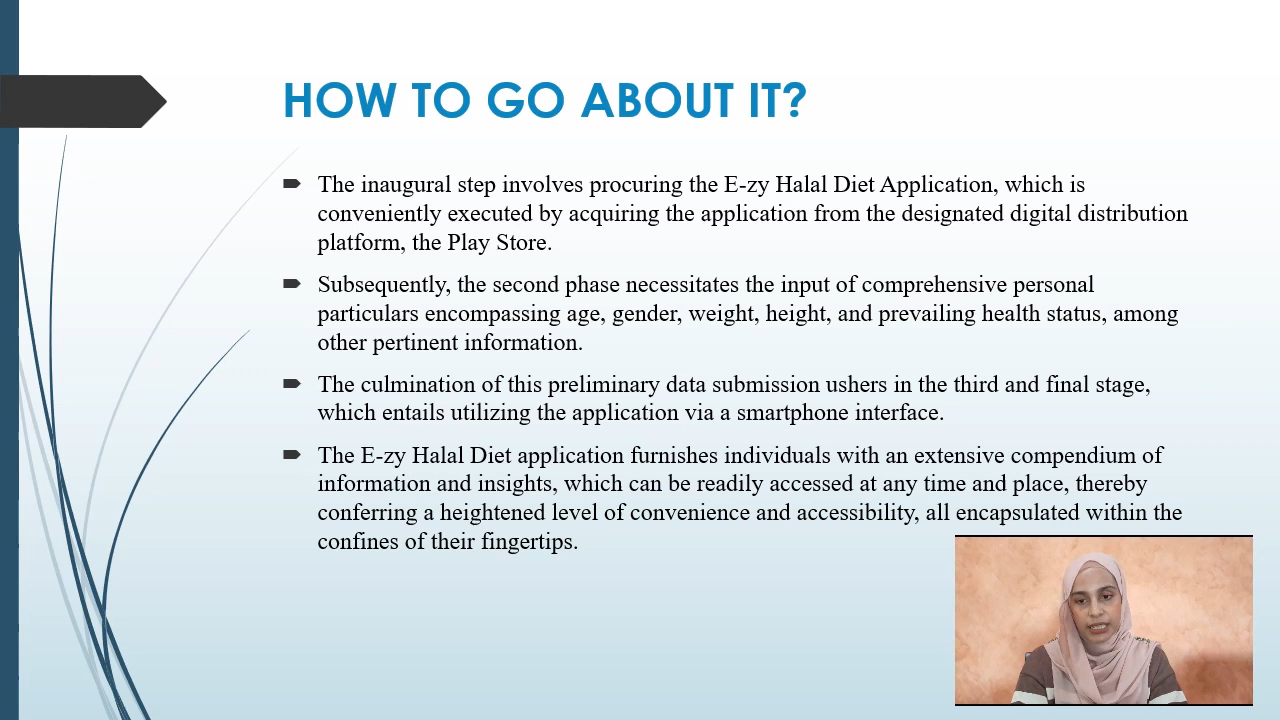 HOW TO GO ABOUT IT?
The inaugural step involves procuring the E-zy Halal Diet Application, which is
conveniently executed by acquiring the application from the designated digital distribution
platform, the Play Store.
Subsequently, the second phase necessitates the input of comprehensive personal
particulars encompassing age, gender, weight, height, and prevailing health status, among
other pertinent information.
The culmination of this preliminary data submission ushers in the third and final stage,
which entails utilizing the application via a smartphone interface.
The E-zy Halal Diet application furnishes individuals with an extensive compendium of
information and insights, which can be readily accessed at any time and place, thereby
conferring a heightened level of convenience and accessibility, all encapsulated within the
confines of their fingertips.